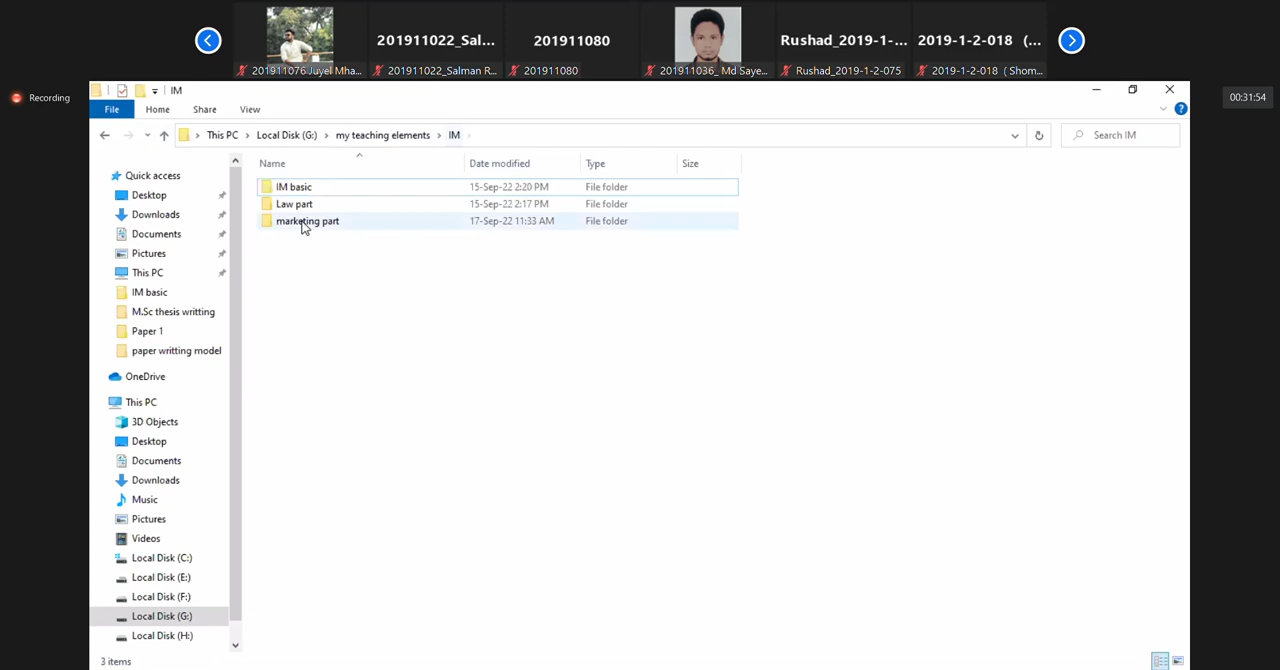 201911022_Sal...
201911080
Rushad_2019-1-...
2019-1-2-018 (...
201911076 Juyel Mha...
201911022_Salman R...
201911080
201911036_ Md Saye...
Rushad_2019-1-2-075
2019-1-2-018 ( Shom...
Recording
00:31:54
IM
File
Home
Share
View
This PC
Local Disk (G:)
my teaching elements
IM
Search IM
Name
Date modified
Type
Size
IM basic
15-Sep-22 2:20 PM
File folder
Law part
15-Sep-22 2:17 PM
File folder
marketing part
17-Sep-22 11:33 AM
File folder
Quick access
Desktop
Downloads
Documents
Pictures
This PC
IM basic
M.Sc thesis writting
Paper 1
paper writting model
OneDrive
This PC
3D Objects
Desktop
Documents
Downloads
Music
Pictures
Videos
Local Disk (C:)
Local Disk (E:)
Local Disk (F:)
Local Disk (G:)
Local Disk (H:)
3 items